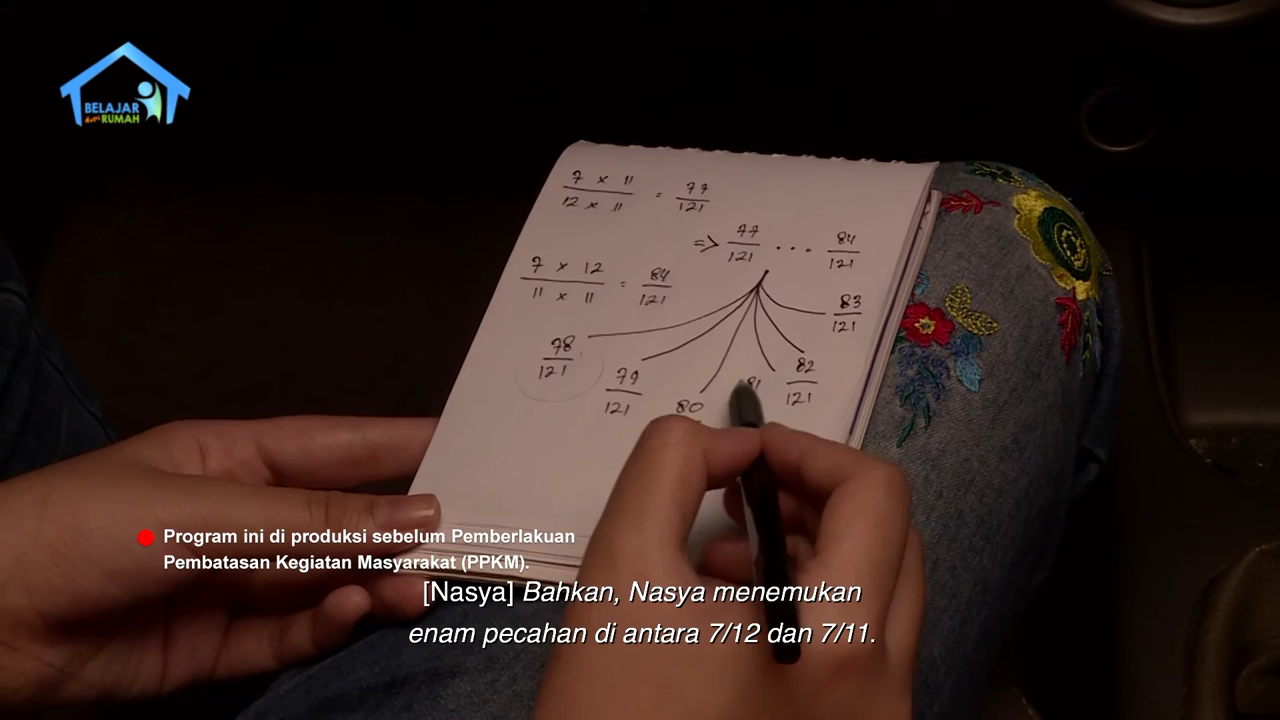 BELAJAR
dari RUMAH
7 x 11
12 x 11
= 77
121
=> 77 ... 84
121 121
7 x 12
11 x 11
= 84
121
83
121
78
121
79
121
80
81
82
121
Program ini di produksi sebelum Pemberlakuan
Pembatasan Kegiatan Masyarakat (PPKM).
[Nasya] Bahkan, Nasya menemukan
enam pecahan di antara 7/12 dan 7/11.